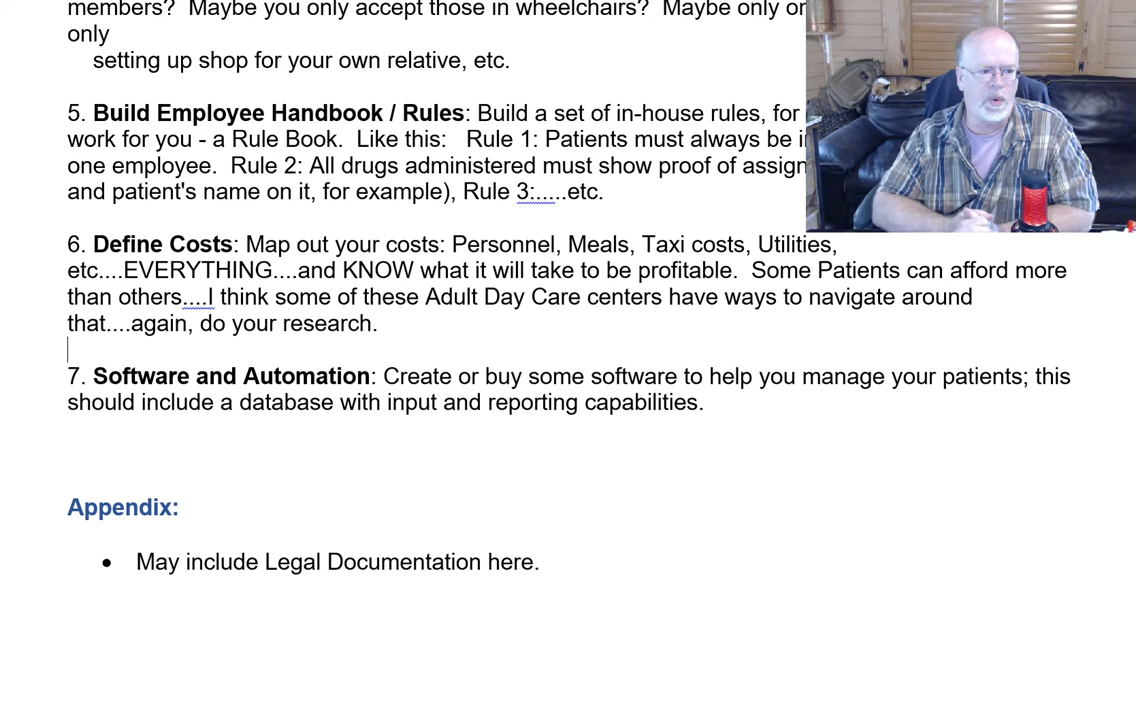 members?  Maybe you only accept those in wheelchairs?  Maybe only
only
setting up shop for your own relative, etc.
5. Build Employee Handbook / Rules: Build a set of in-house rules, for
work for you - a Rule Book.  Like this:   Rule 1: Patients must always be
one employee.  Rule 2: All drugs administered must show proof of
and patient's name on it, for example), Rule 3:.....etc.
6. Define Costs: Map out your costs: Personnel, Meals, Taxi costs, Utilities,
etc....EVERYTHING....and KNOW what it will take to be profitable.  Some Patients can afford more
than others....I think some of these Adult Day Care centers have ways to navigate around
that....again, do your research.
7. Software and Automation: Create or buy some software to help you manage your patients; this
should include a database with input and reporting capabilities.
Appendix:
• May include Legal Documentation here.